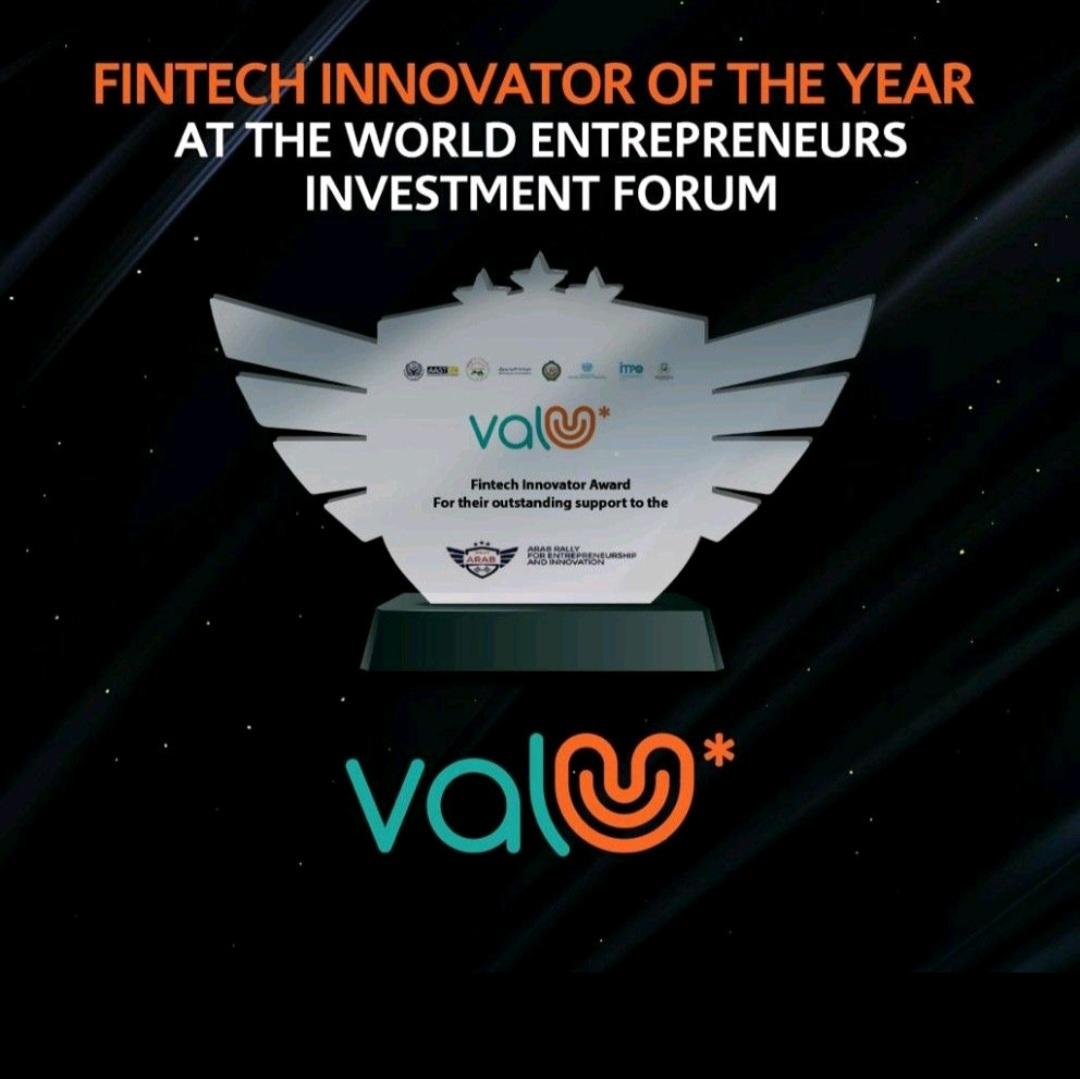 FINTECH INNOVATOR OF THE YEAR
AT THE WORLD ENTREPRENEURS
INVESTMENT FORUM
valU*
Fintech Innovator Award
For their outstanding support to the
ARAB
ARAB RALLY
FOR ENTREPRENEURSHIP
AND INNOVATION
valU*